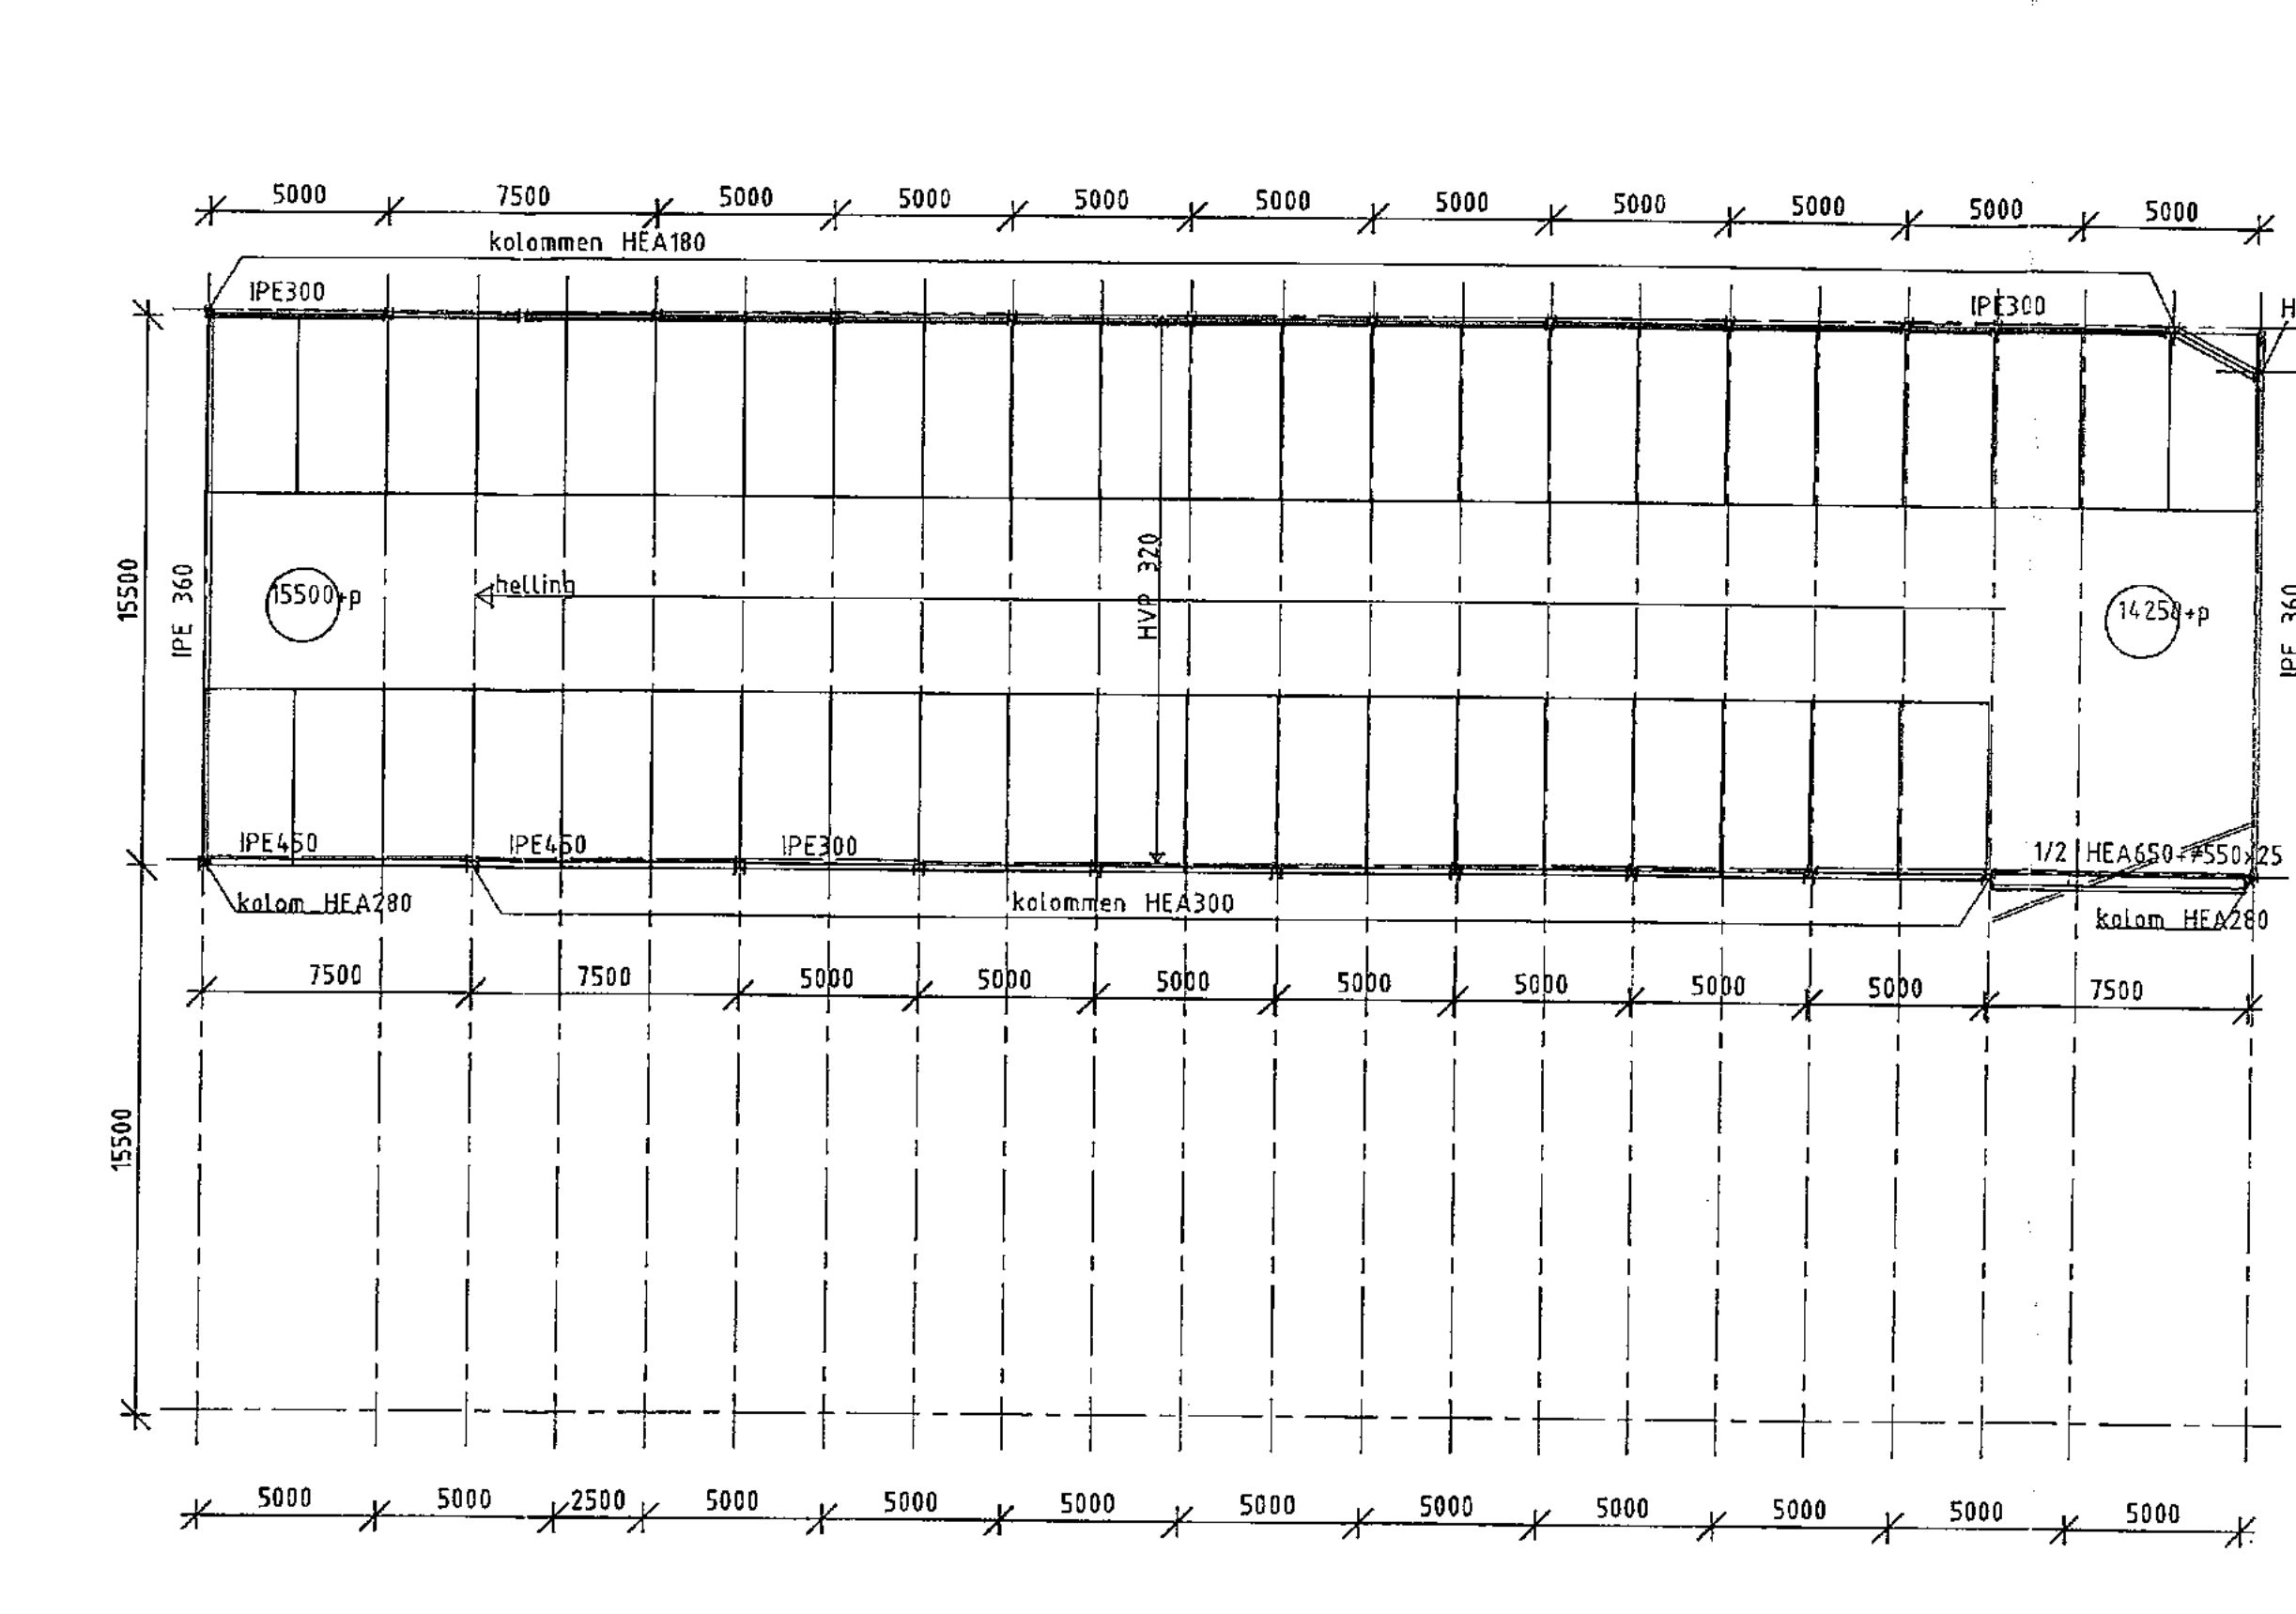 5000 7500 5000 5000 5000 5000 5000 5000 5000 5000 5000
kolommen HEA180
IPE300 IPE300 H
15500
IPE 360
15500+p
helling
HVP 320
14250+p
IPE 360
IPE450 IPE450 IPE300 1/2 HEA650+≠550x25
kolom HEA280 kolommen HEA300 kolom HEA280
7500 7500 5000 5000 5000 5000 5000 5000 5000 7500
15500
5000 5000 2500 5000 5000 5000 5000 5000 5000 5000 5000 5000